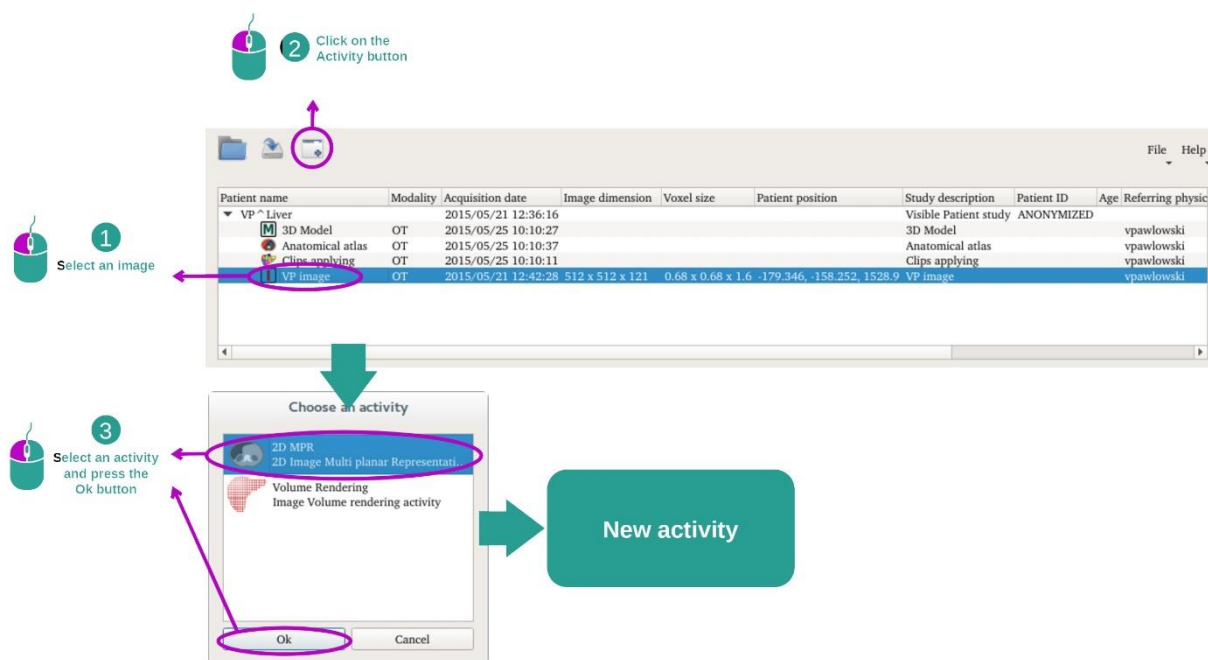 2
Click on the
Activity button
File Help
Patient name Modality Acquisition date Image dimension Voxel size Patient position Study description Patient ID Age Referring physic
VP^Liver 2015/05/21 12:36:16 Visible Patient study ANONYMIZED
M 3D Model OT 2015/05/25 10:10:27 3D Model vpawlowski
Anatomical atlas OT 2015/05/25 10:10:37 Anatomical atlas vpawlowski
Clips applying OT 2015/05/25 10:10:11 Clips applying vpawlowski
I VP image OT 2015/05/21 12:42:28 512 x 512 x 121 0.68 x 0.68 x 1.6 -179.346, -158.252, 1528.9 VP image vpawlowski
1
Select an image
Choose an activity
2D MPR
2D Image Multi planar Representati..
Volume Rendering
Image Volume rendering activity
Ok Cancel
3
Select an activity
and press the
Ok button
New activity